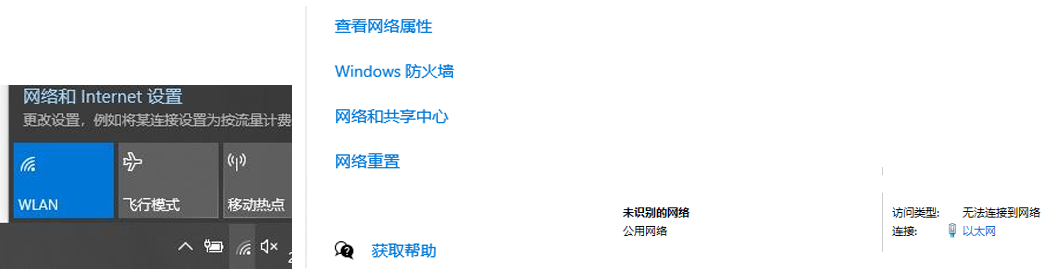 网络和 Internet 设置
更改设置，例如将某连接设置为按流量计费
WLAN
飞行模式
移动热点
查看网络属性
Windows 防火墙
网络和共享中心
网络重置
获取帮助
未识别的网络
公用网络
访问类型: 无法连接到网络
连接: 以太网